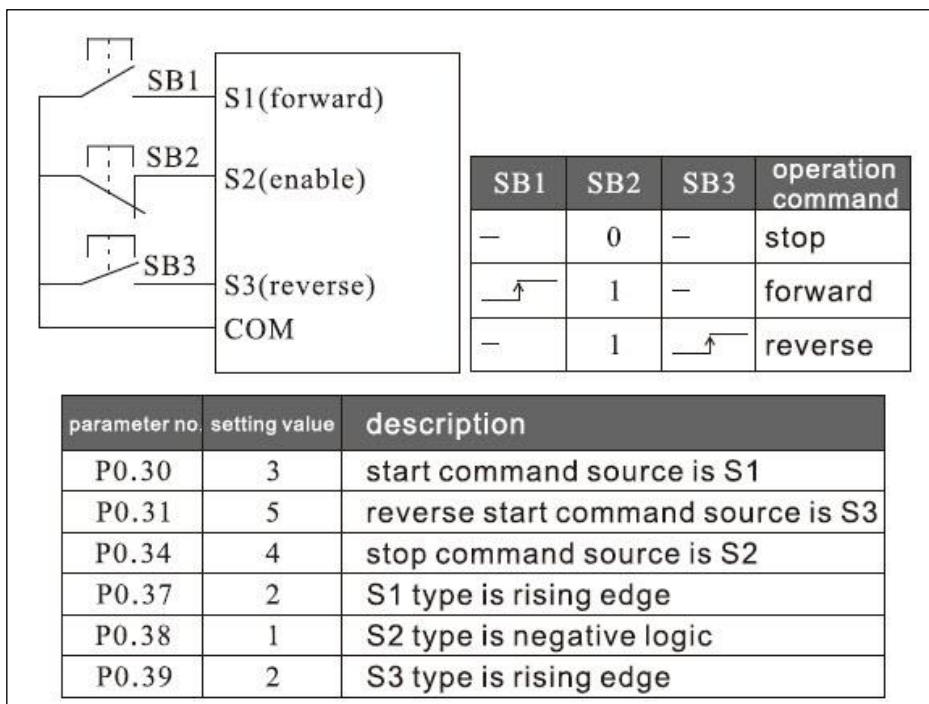 SB1
S1(forward)
SB2
S2(enable)
SB3
S3(reverse)
COM
SB1 SB2 SB3 operation command
— 0 — stop
1 — forward
— 1 reverse
parameter no. setting value description
P0.30 3 start command source is S1
P0.31 5 reverse start command source is S3
P0.34 4 stop command source is S2
P0.37 2 S1 type is rising edge
P0.38 1 S2 type is negative logic
P0.39 2 S3 type is rising edge